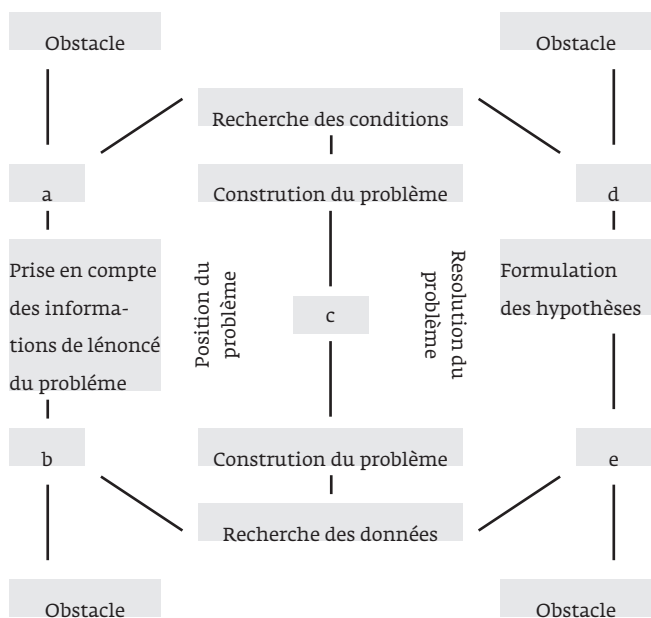 Obstacle
Obstacle
Recherche des conditions
a
Constrution du problème
d
Prise en compte
des informa-
tions de lénoncé
du probléme
Position du
problème
c
Resolution du
problème
Formulation
des hypothèses
b
Constrution du problème
e
Recherche des données
Obstacle
Obstacle